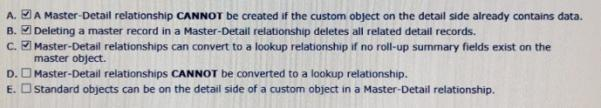 A. ☑ A Master-Detail relationship CANNOT be created if the custom object on the detail side already contains data.
B. ☑ Deleting a master record in a Master-Detail relationship deletes all related detail records.
C. ☑ Master-Detail relationships can convert to a lookup relationship if no roll-up summary fields exist on the
master object.
D. ☐ Master-Detail relationships CANNOT be converted to a lookup relationship.
E. ☐ Standard objects can be on the detail side of a custom object in a Master-Detail relationship.